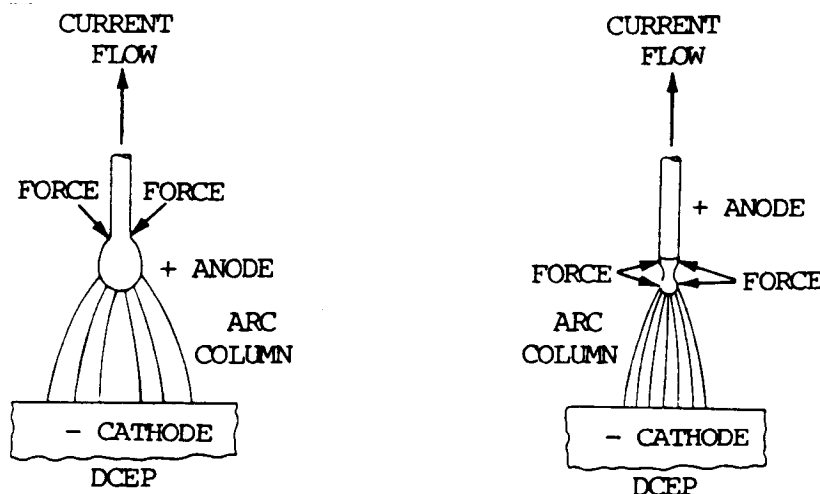 CURRENT
FLOW
FORCE FORCE
+ ANODE
ARC
COLUMN
- CATHODE
DCEP
CURRENT
FLOW
+ ANODE
FORCE FORCE
ARC
COLUMN
- CATHODE
DCEP